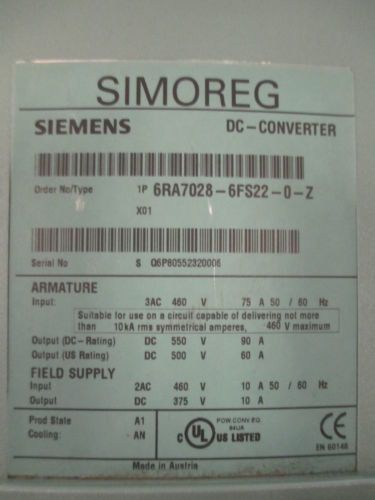 SIMOREG
SIEMENS DC-CONVERTER
Order No/Type 1P 6RA7028-6FS22-0-Z
X01
Serial No S Q6P80552320006
ARMATURE
Input: 3AC 460 V 75 A 50 / 60 Hz
Suitable for use on a circuit capable of delivering not more
than 10kA rms symmetrical amperes, 460 V maximum
Output (DC-Rating) DC 550 V 90 A
Output (US Rating) DC 500 V 60 A
FIELD SUPPLY
Input 2AC 460 V 10 A 50 / 60 Hz
Output DC 375 V 10 A
Prod State A1
Cooling: AN
POW.CONV.EQ.
C UL US LISTED
CE
EN 60146
Made in Austria